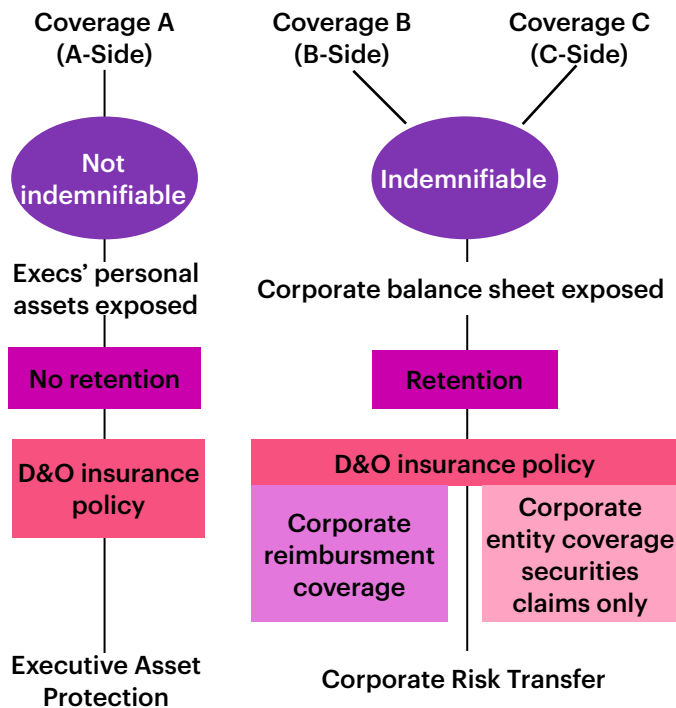 Coverage A
(A-Side)
Coverage B
(B-Side)
Coverage C
(C-Side)
Not
indemnifiable
Indemnifiable
Execs’ personal
assets exposed
Corporate balance sheet exposed
No retention
Retention
D&O insurance
policy
D&O insurance policy
Corporate
reimbursment
coverage
Corporate
entity coverage
securities
claims only
Executive Asset
Protection
Corporate Risk Transfer